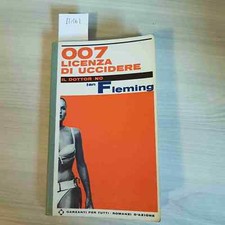 007
LICENZA
DI UCCIDERE
IL DOTTOR NO
Ian Fleming
GARZANTI PER TUTTI · ROMANZI D'AZIONE